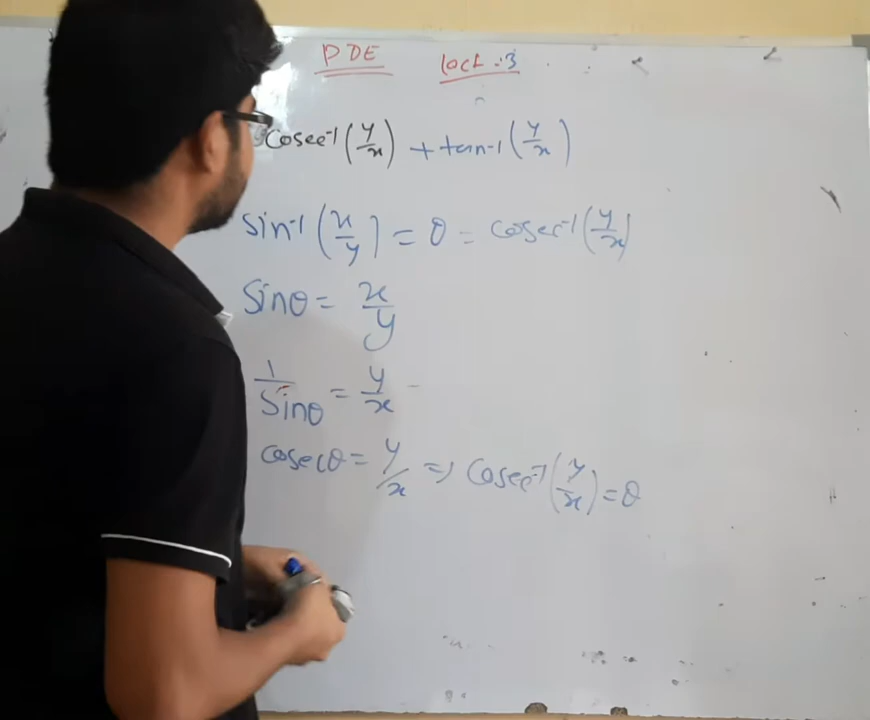 PDE Lect :3
Cosec⁻¹(y/x) + tan⁻¹(y/x)
Sin⁻¹(x/y) = θ = cosec⁻¹(y/x)
Sinθ = x/y
1/Sinθ = y/x
cosecθ = y/x ⇒ Cosec⁻¹(y/x) = θ